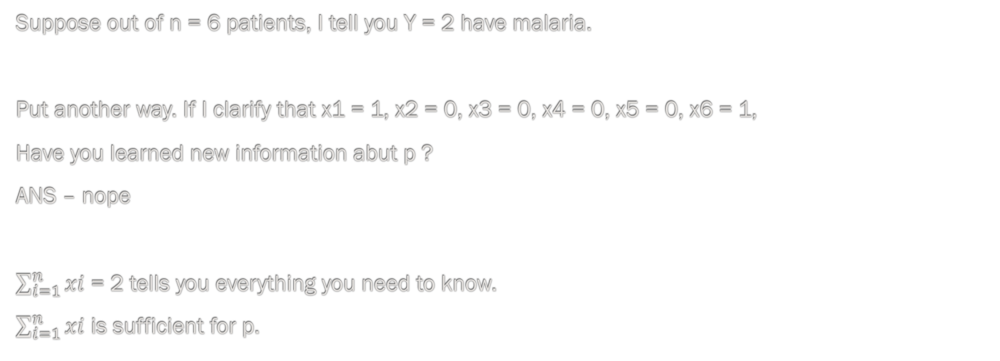 Suppose out of n = 6 patients, I tell you Y = 2 have malaria.
Put another way. If I clarify that x1 = 1, x2 = 0, x3 = 0, x4 = 0, x5 = 0, x6 = 1,
Have you learned new information abut p ?
ANS – nope
∑ⁿᵢ₌₁ xi = 2 tells you everything you need to know.
∑ⁿᵢ₌₁ xi is sufficient for p.